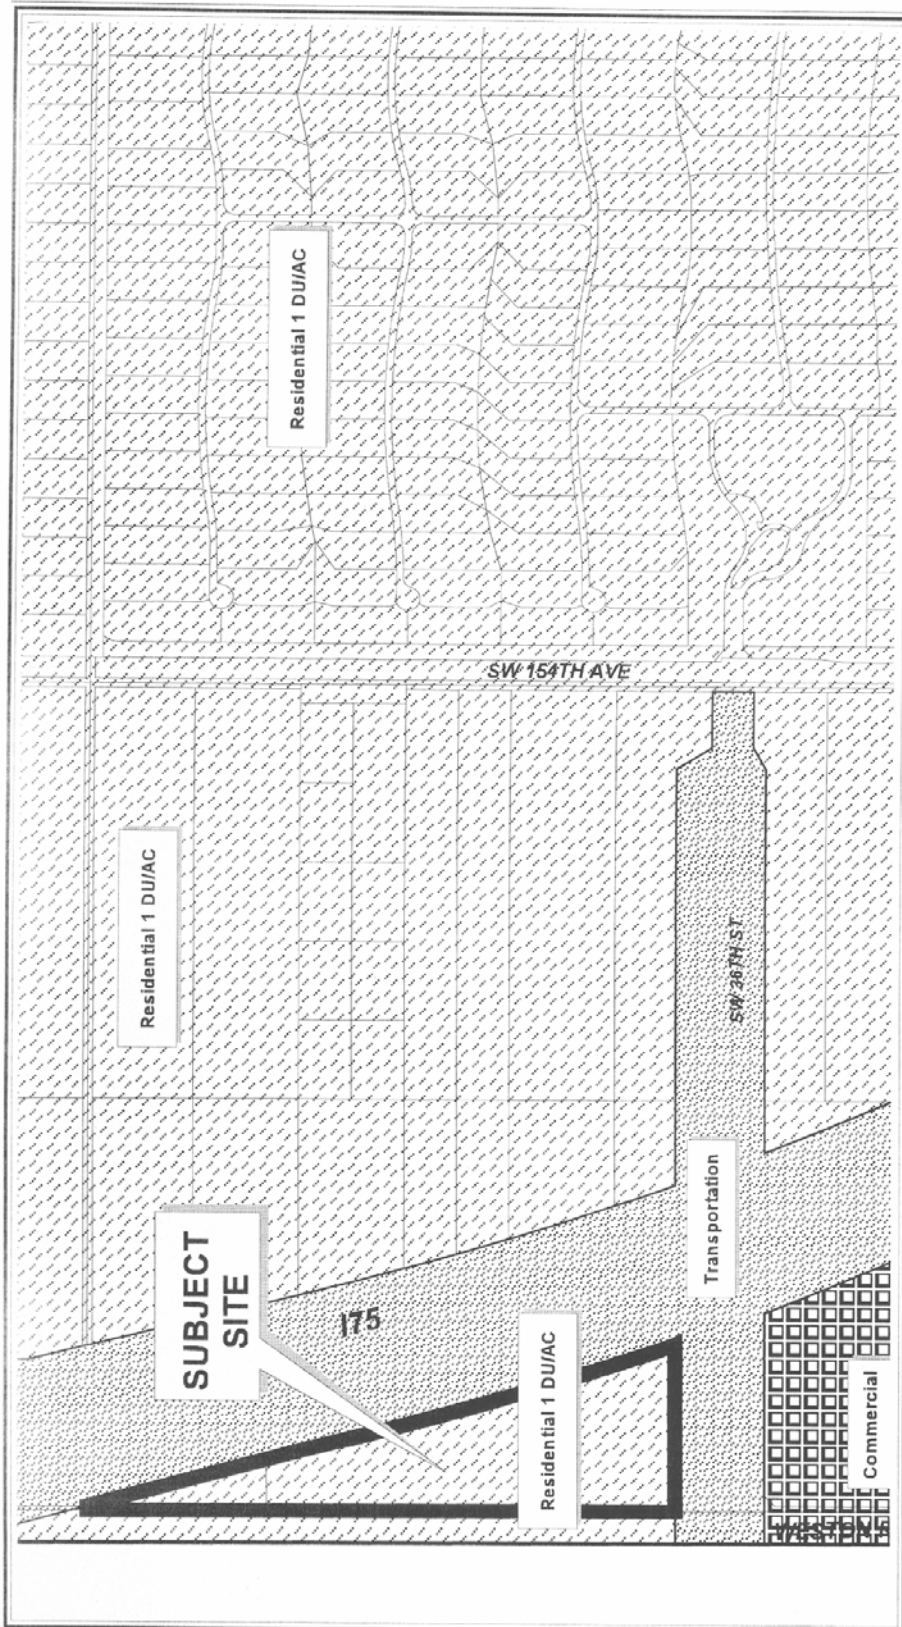 Residential 1 DU/AC
SW 154TH AVE
Residential 1 DU/AC
SW 36TH ST
SUBJECT
SITE
I75
Transportation
Residential 1 DU/AC
Commercial